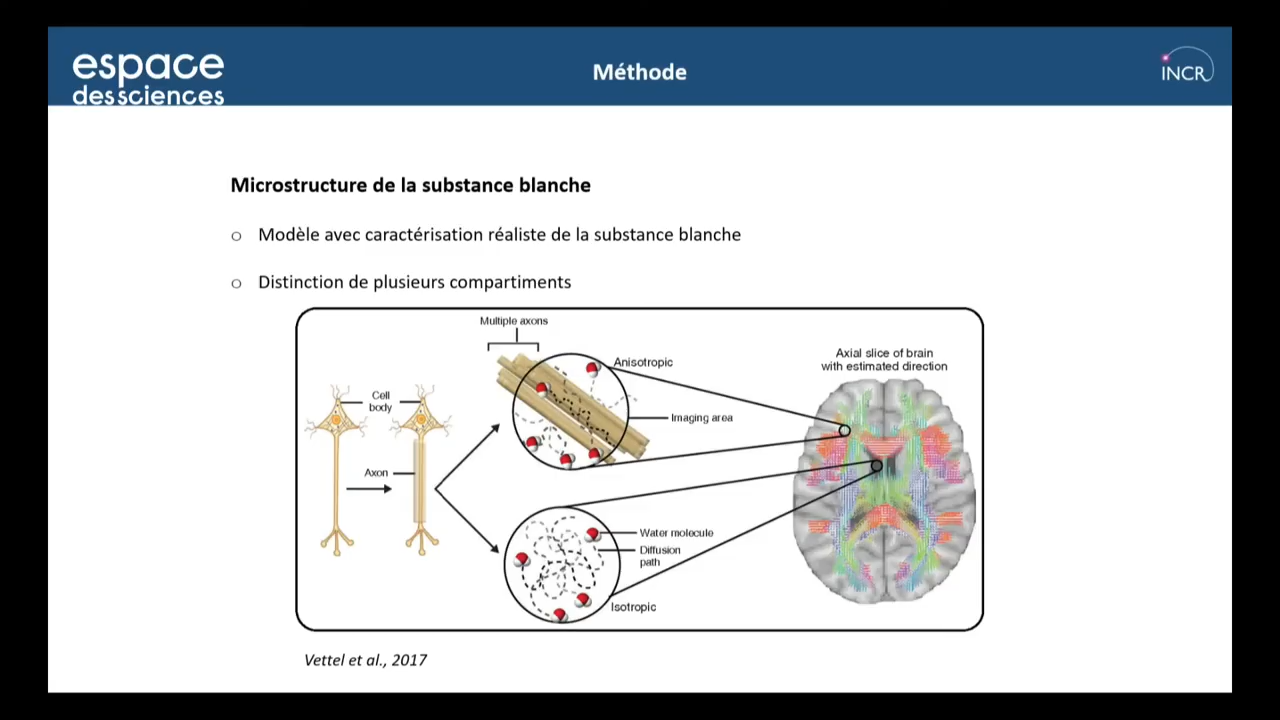 espace
des sciences
Méthode
INCR
Microstructure de la substance blanche
o Modèle avec caractérisation réaliste de la substance blanche
o Distinction de plusieurs compartiments
Multiple axons
Anisotropic
Axial slice of brain
with estimated direction
Cell
body
Imaging area
Axon
Water molecule
Diffusion
path
Isotropic
Vettel et al., 2017